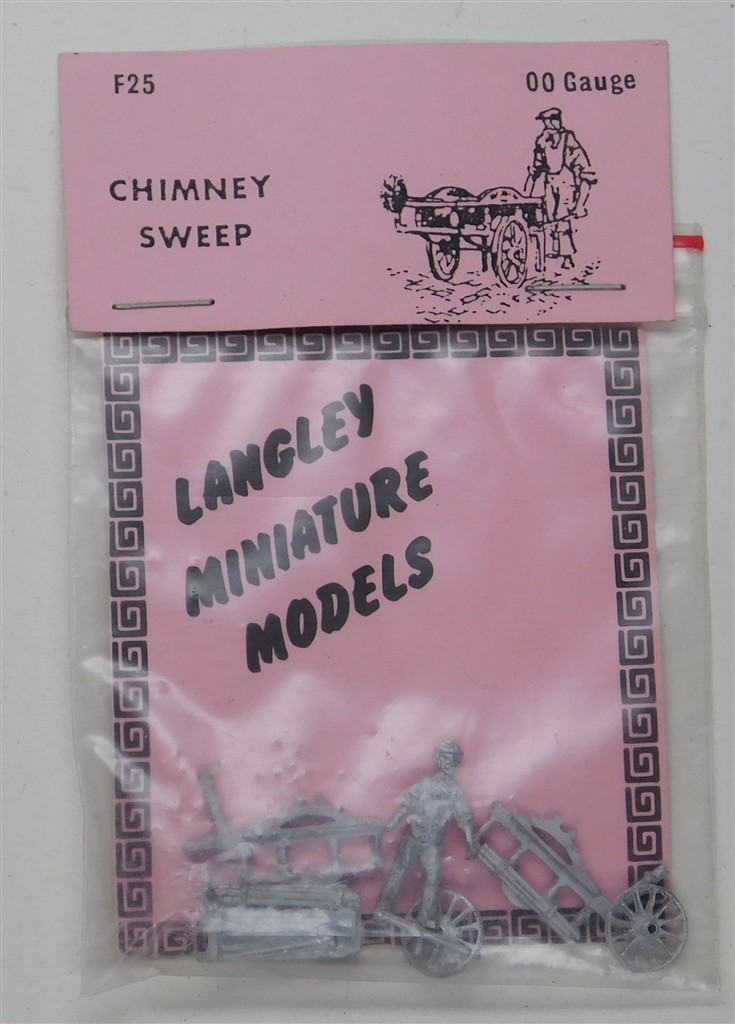 F25
00 Gauge
CHIMNEY
SWEEP
LANGLEY
MINIATURE
MODELS